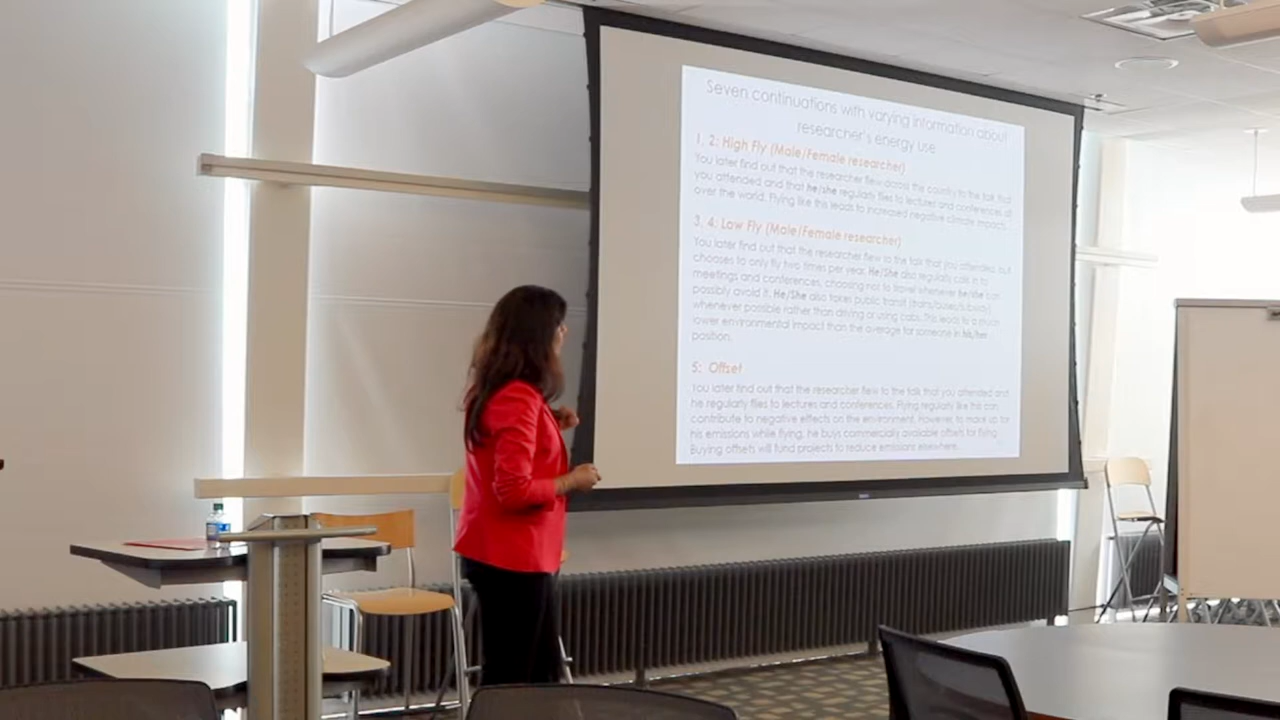 Seven continuations with varying information about
researcher's energy use
1, 2: High Fly (Male/Female researcher)
You later find out that the researcher flew across the country to the talk that
you attended and that he/she regularly flies to lectures and conferences all
over the world. Flying like this leads to increased negative climate impacts.
3, 4: Low Fly (Male/Female researcher)
You later find out that the researcher flew to the talk that you attended, but
chooses to only fly two times per year. He/She also regularly calls in to
meetings and conferences, choosing not to travel whenever he/she can
possibly avoid it. He/She also takes public transit (trains/buses/subway)
whenever possible rather than driving or using cabs. This leads to a much
lower environmental impact than the average for someone in his/her
position.
5: Offset
You later find out that the researcher flew to the talk that you attended and
he regularly flies to lectures and conferences. Flying regularly like this can
contribute to negative effects on the environment. However, to make up for
his emissions while flying, he buys commercially available offsets for flying.
Buying offsets will fund projects to reduce emissions elsewhere.